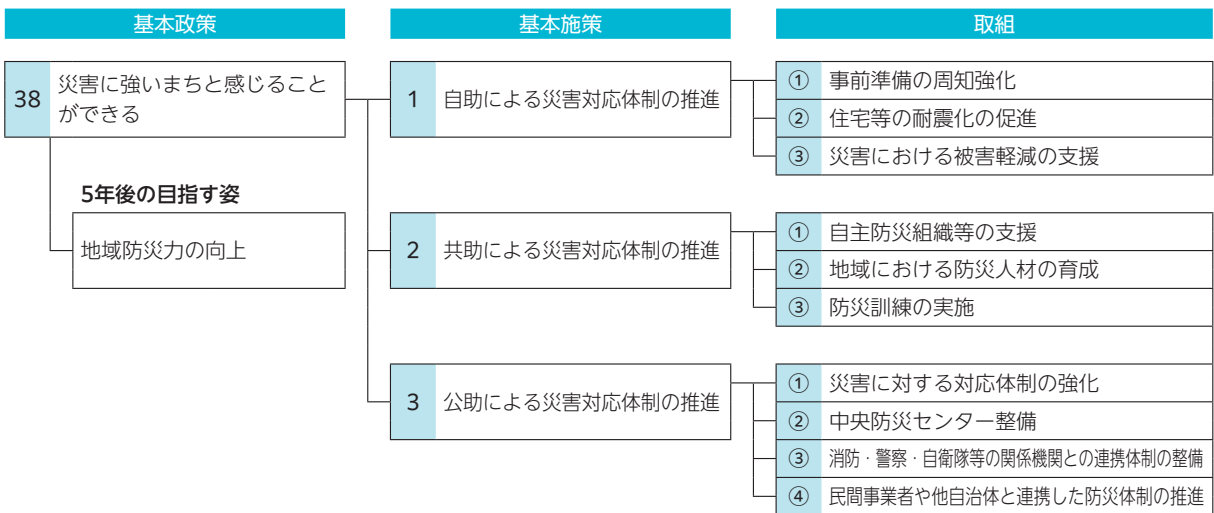 基本政策
基本施策
取組
38
災害に強いまちと感じること
ができる
5年後の目指す姿
地域防災力の向上
1 自助による災害対応体制の推進
① 事前準備の周知強化
② 住宅等の耐震化の促進
③ 災害における被害軽減の支援
2 共助による災害対応体制の推進
① 自主防災組織等の支援
② 地域における防災人材の育成
③ 防災訓練の実施
3 公助による災害対応体制の推進
① 災害に対する対応体制の強化
② 中央防災センター整備
③ 消防・警察・自衛隊等の関係機関との連携体制の整備
④ 民間事業者や他自治体と連携した防災体制の推進